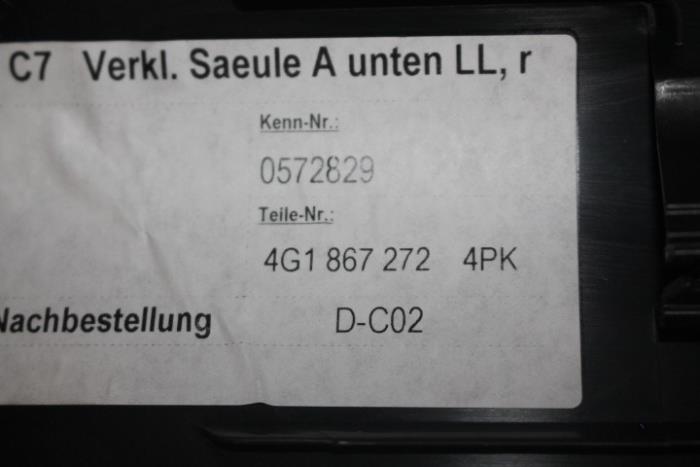 C7 Verkl. Saeule A unten LL, r
Kenn-Nr.:
0572829
Teile-Nr.:
4G1 867 272 4PK
Nachbestellung D-C02